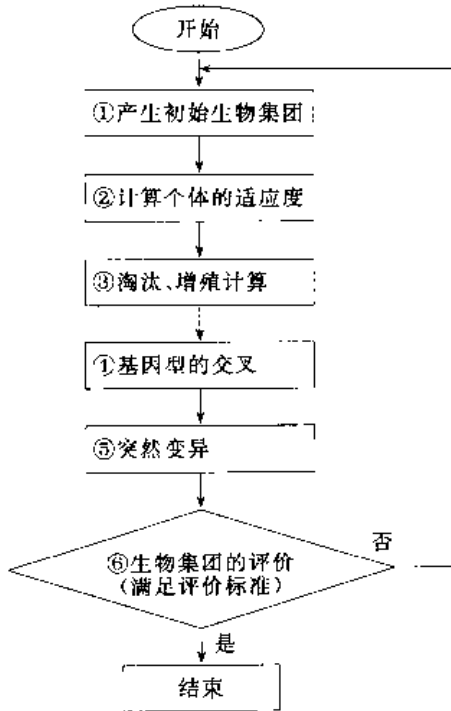 开始
①产生初始生物集团
②计算个体的适应度
③淘汰、增殖计算
①基因型的交叉
⑤突然变异
⑥生物集团的评价
(满足评价标准)
否
是
结束